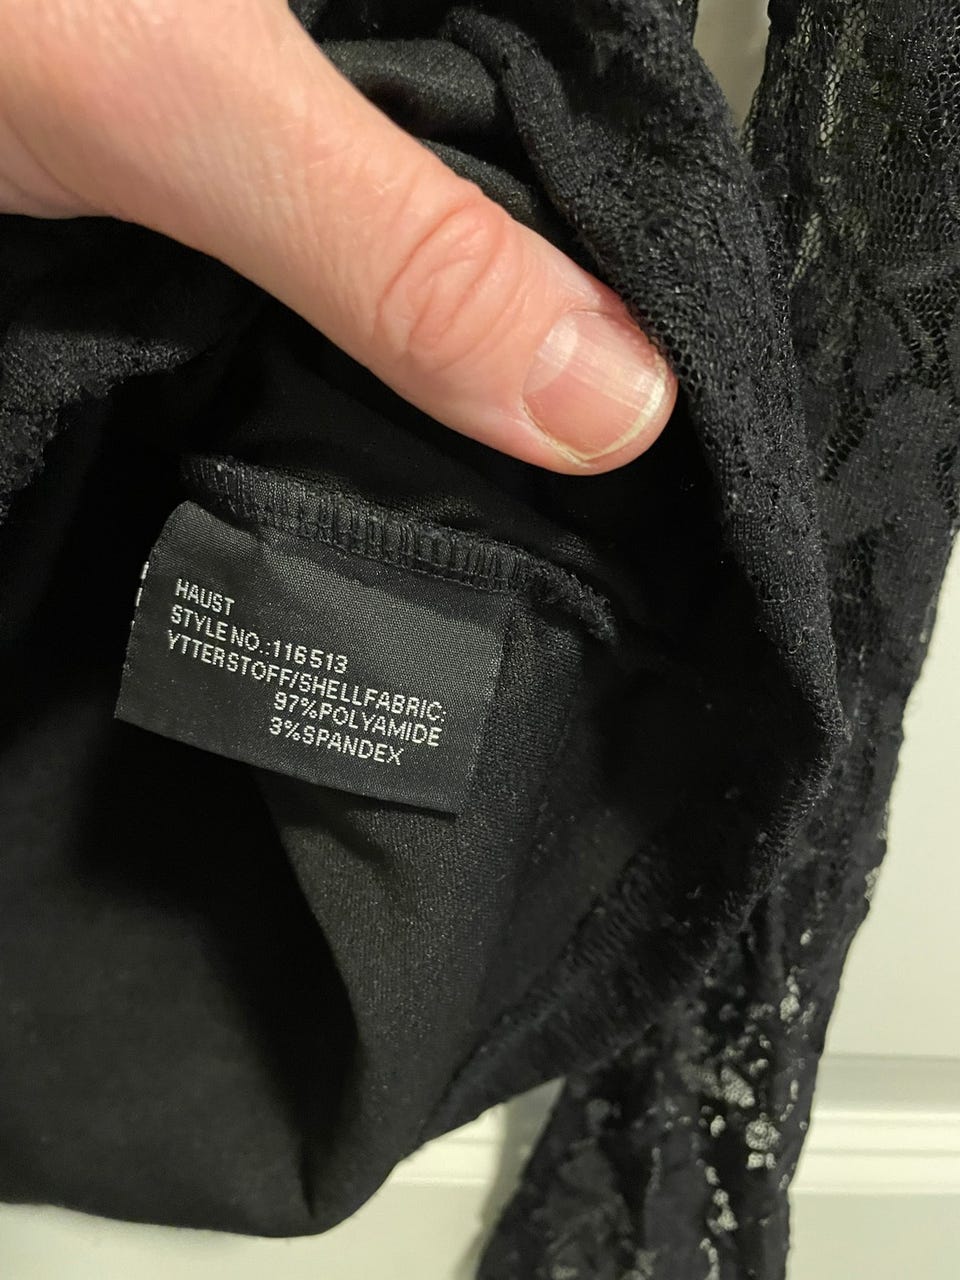 HAUST
STYLE NO.:116513
YTTERSTOFF/SHELLFABRIC:
97%POLYAMIDE
3%SPANDEX